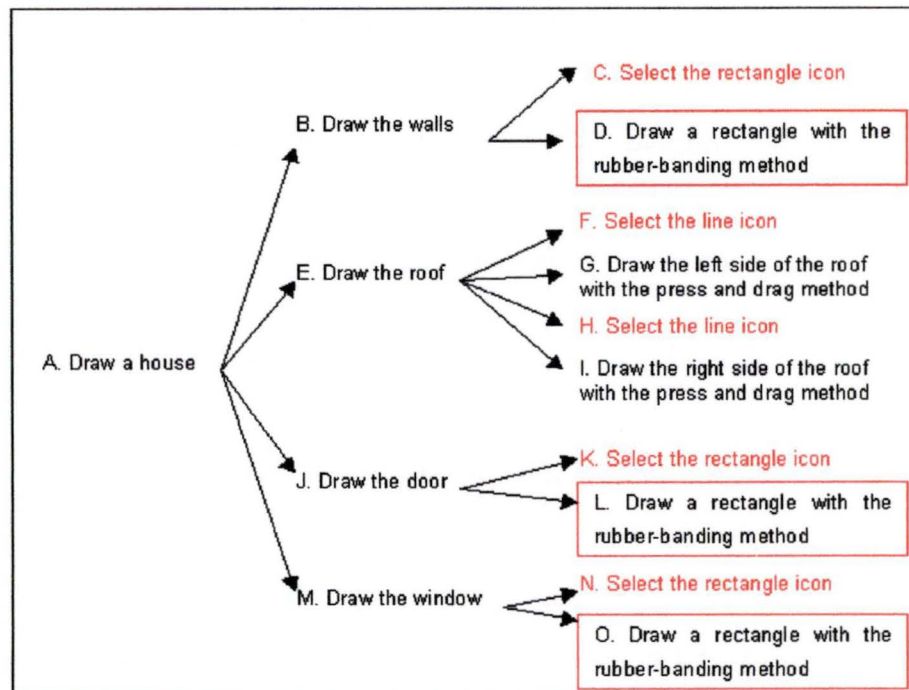 C. Select the rectangle icon
B. Draw the walls
D. Draw a rectangle with the
rubber-banding method
F. Select the line icon
E. Draw the roof
G. Draw the left side of the roof
with the press and drag method
H. Select the line icon
A. Draw a house
I. Draw the right side of the roof
with the press and drag method
K. Select the rectangle icon
J. Draw the door
L. Draw a rectangle with the
rubber-banding method
N. Select the rectangle icon
M. Draw the window
O. Draw a rectangle with the
rubber-banding method